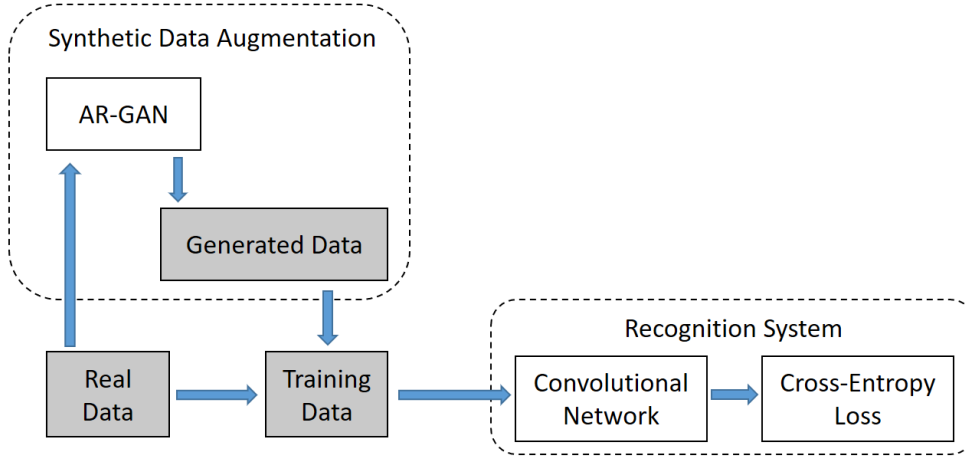 Synthetic Data Augmentation
AR-GAN
Generated Data
Recognition System
Real
Data
Training
Data
Convolutional
Network
Cross-Entropy
Loss